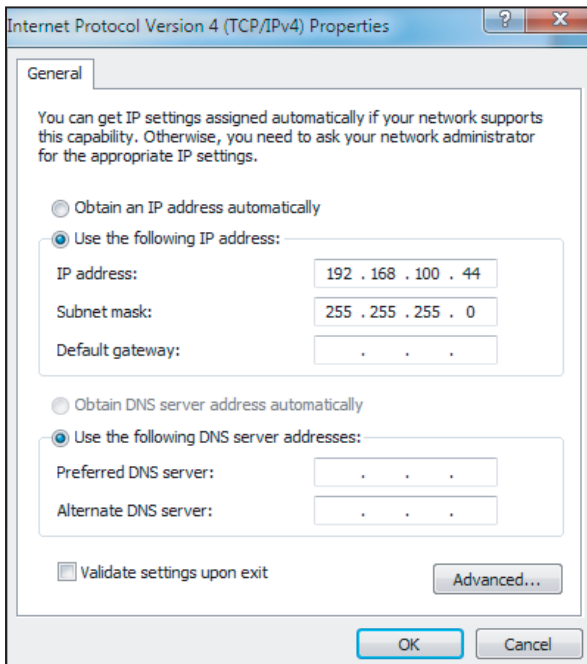 Internet Protocol Version 4 (TCP/IPv4) Properties
?
x
General
You can get IP settings assigned automatically if your network supports
this capability. Otherwise, you need to ask your network administrator
for the appropriate IP settings.
Obtain an IP address automatically
Use the following IP address:
IP address: 192 . 168 . 100 . 44
Subnet mask: 255 . 255 . 255 . 0
Default gateway: . . .
Obtain DNS server address automatically
Use the following DNS server addresses:
Preferred DNS server: . . .
Alternate DNS server: . . .
Validate settings upon exit
Advanced...
OK Cancel